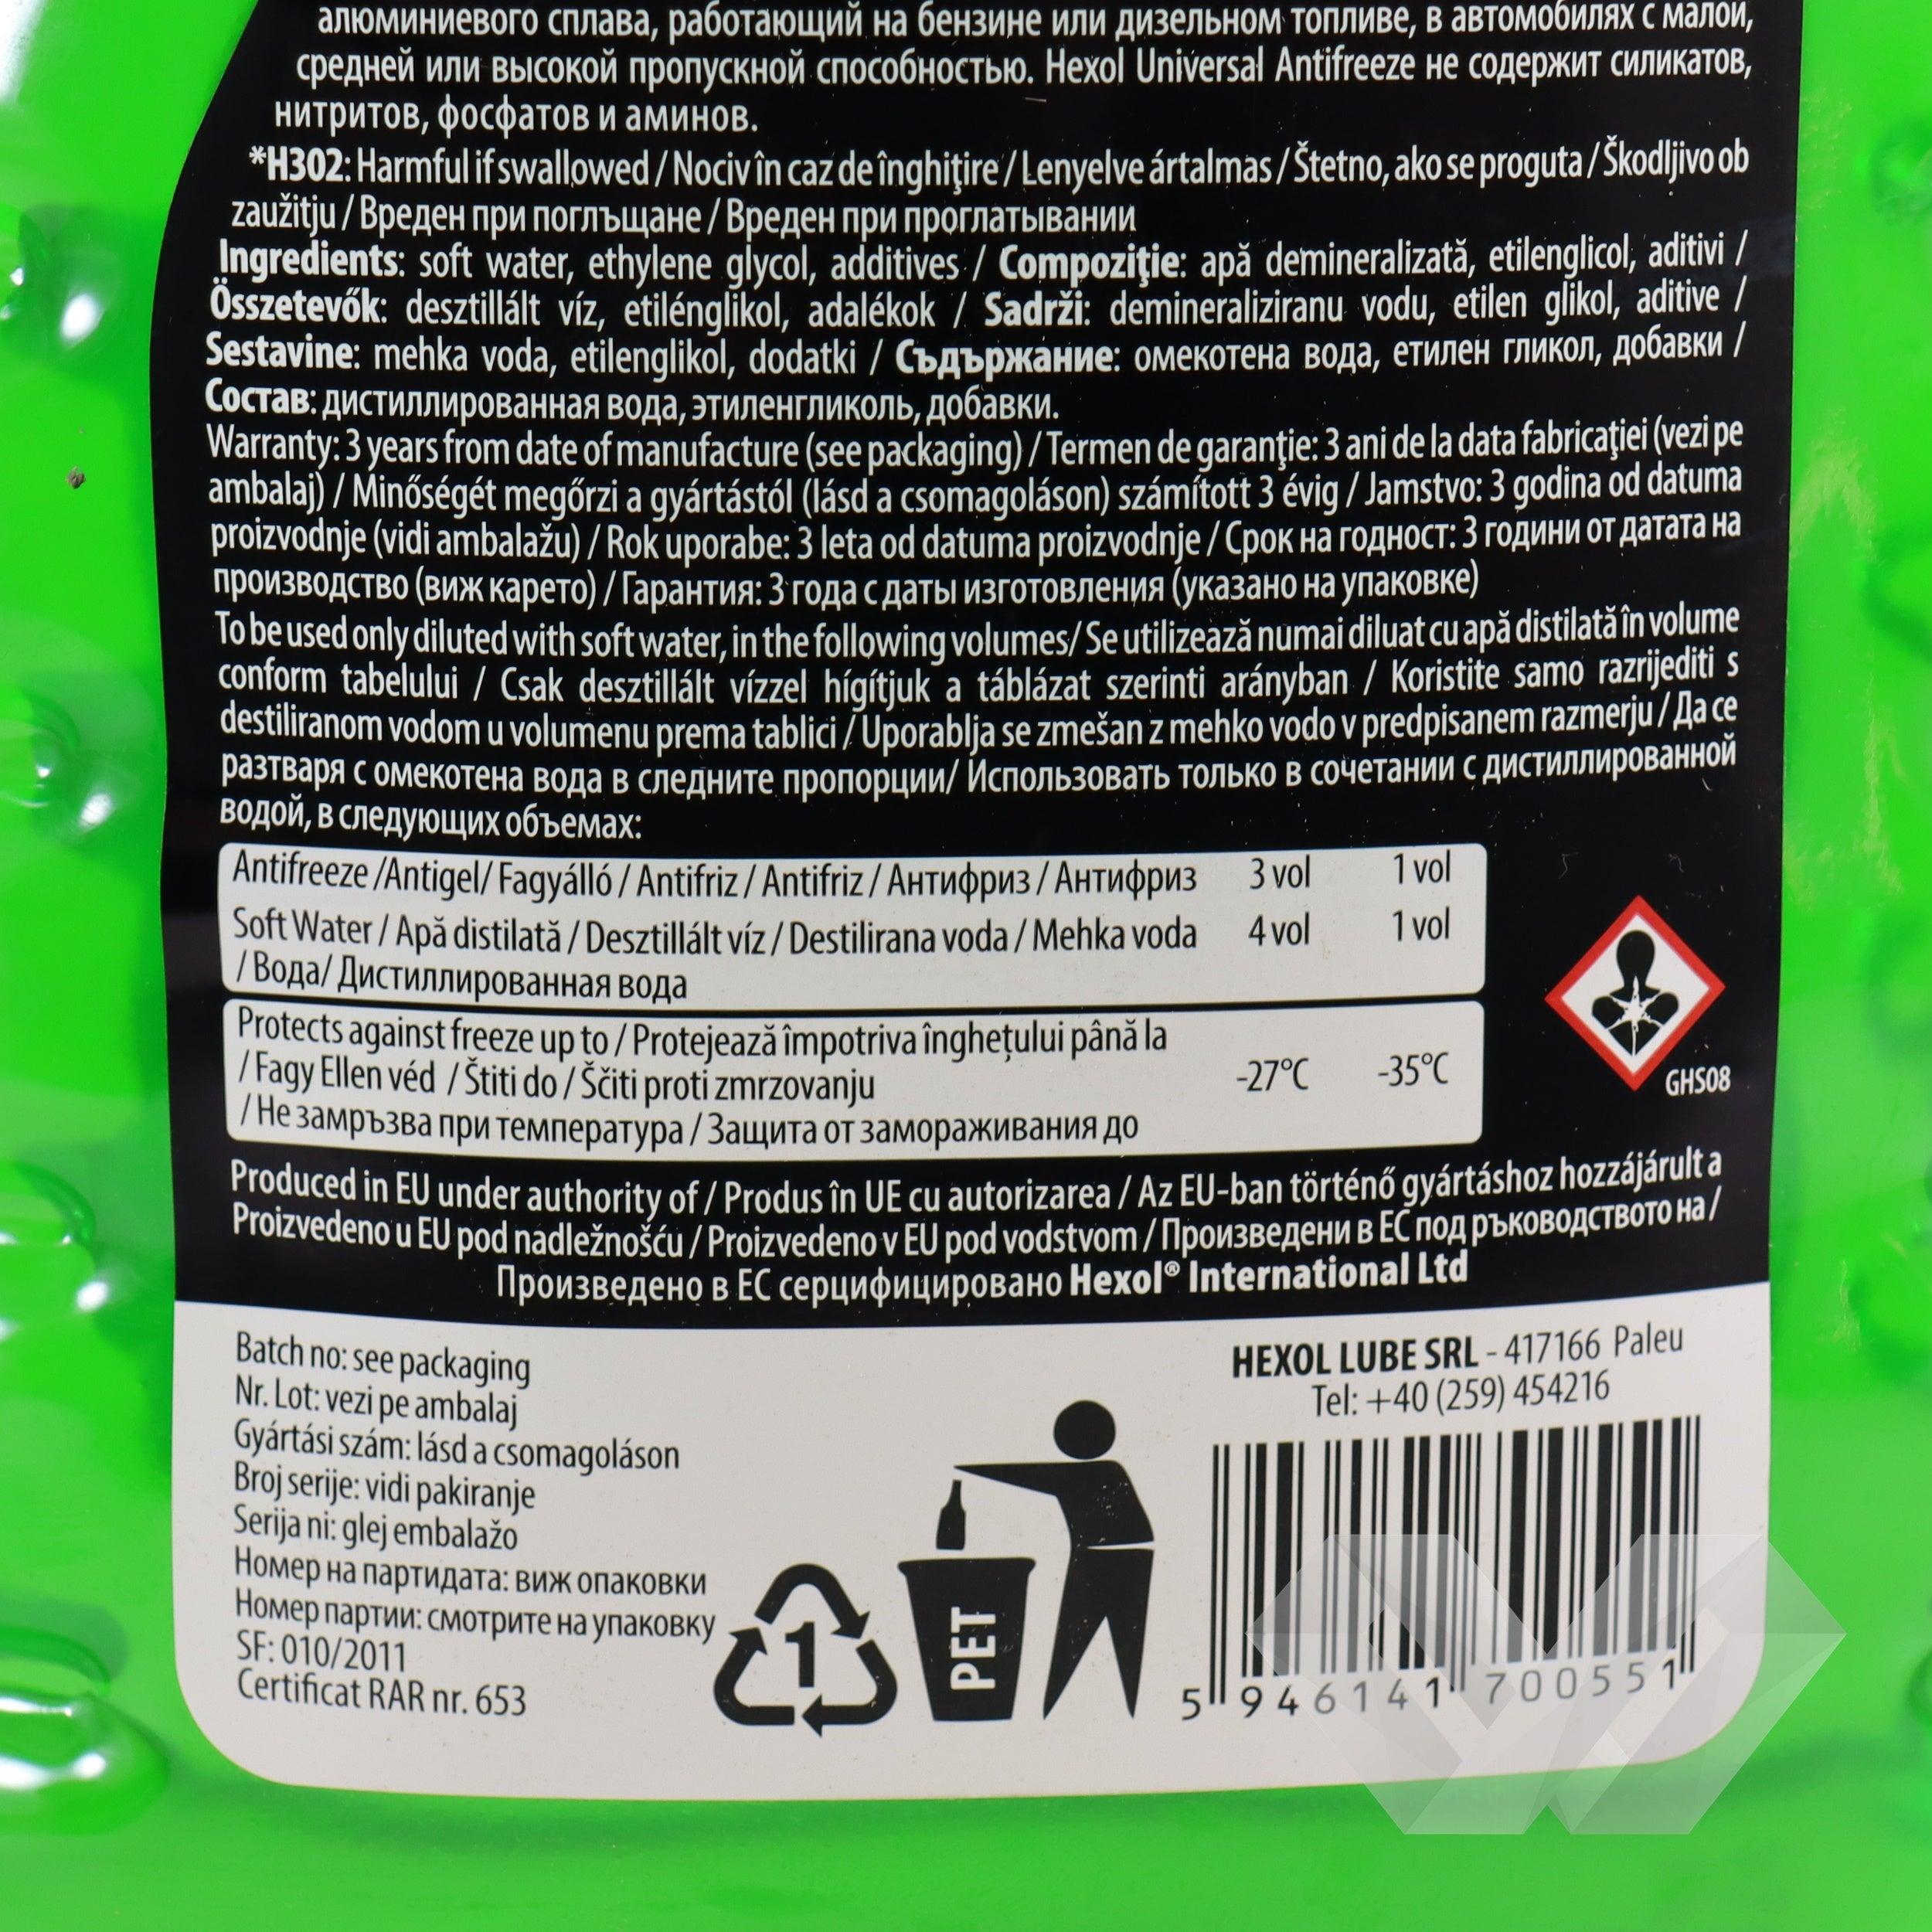 алюминиевого сплава, работающий на бензине или дизельном топливе, в автомобилях с малой,
средней или высокой пропускной способностью. Hexol Universal Antifreeze не содержит силикатов,
нитритов, фосфатов и аминов.
*H302: Harmful if swallowed / Nociv în caz de înghiţire / Lenyelve ártalmas / Štetno, ako se proguta / Škodljivo ob
zaužitju / Вреден при поглъщане / Вреден при проглатывании
Ingredients: soft water, ethylene glycol, additives / Compoziţie: apă demineralizată, etilenglicol, aditivi /
Összetevők: desztillált víz, etilénglikol, adalékok / Sadrži: demineraliziranu vodu, etilen glikol, aditive /
Sestavine: mehka voda, etilenglikol, dodatki / Съдържание: омекотена вода, етилен гликол, добавки /
Состав: дистиллированная вода, этиленгликоль, добавки.
Warranty: 3 years from date of manufacture (see packaging) / Termen de garanţie: 3 ani de la data fabricaţiei (vezi pe
ambalaj) / Minőségét megőrzi a gyártástól (lásd a csomagoláson) számított 3 évig / Jamstvo: 3 godina od datuma
proizvodnje (vidi ambalažu) / Rok uporabe: 3 leta od datuma proizvodnje / Срок на годност: 3 години от датата на
производство (виж карето) / Гарантия: 3 года с даты изготовления (указано на упаковке)
To be used only diluted with soft water, in the following volumes/ Se utilizează numai diluat cu apă distilată în volume
conform tabelului / Csak desztillált vízzel hígítjuk a táblázat szerinti arányban / Koristite samo razrijediti s
destiliranom vodom u volumenu prema tablici / Uporablja se zmešan z mehko vodo v predpisanem razmerju / Да се
разтваря с омекотена вода в следните пропорции/ Использовать только в сочетании с дистиллированной
водой, в следующих объемах:
Antifreeze /Antigel/ Fagyálló / Antifriz / Antifriz / Антифриз / Антифриз 3 vol 1 vol
Soft Water / Apă distilată / Desztillált víz / Destilirana voda / Mehka voda 4 vol 1 vol
/ Вода/ Дистиллированная вода
Protects against freeze up to / Protejează împotriva înghețului până la
/ Fagy Ellen véd / Štiti do / Ščiti proti zmrzovanju -27°C -35°C
/ Не замръзва при температура / Защита от замораживания до
GHS08
Produced in EU under authority of / Produs în UE cu autorizarea / Az EU-ban történő gyártáshoz hozzájárult a
Proizvedeno u EU pod nadležnošću / Proizvedeno v EU pod vodstvom / Произведени в ЕС под ръководството на /
Произведено в ЕС серцифицировано Hexol® International Ltd
Batch no: see packaging
Nr. Lot: vezi pe ambalaj
Gyártási szám: lásd a csomagoláson
Broj serije: vidi pakiranje
Serija ni: glej embalažo
Номер на партидата: виж опаковки
Номер партии: смотрите на упаковку
SF: 010/2011
Certificat RAR nr. 653
1
PET
HEXOL LUBE SRL - 417166 Paleu
Tel: +40 (259) 454216
5 946141 700551